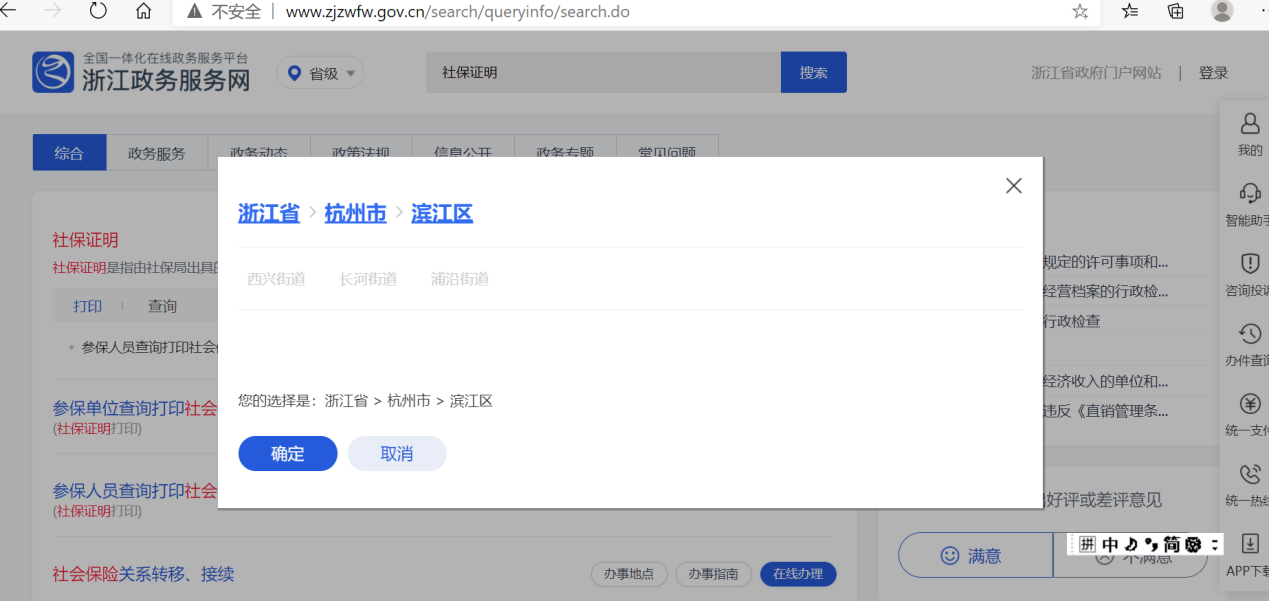 不安全 | www.zjzwfw.gov.cn/search/queryinfo/search.do
全国一体化在线政务服务平台
浙江政务服务网
省级
社保证明
搜索
浙江省政府门户网站 | 登录
综合 政务服务 政务动态 政策法规 信息公开 政务专题 常见问题
我的
智能助手
咨询投诉
办件查询
统一支付
统一热线
APP下载
浙江省 > 杭州市 > 滨江区
西兴街道 长河街道 浦沿街道
您的选择是：浙江省 > 杭州市 > 滨江区
确定 取消
社保证明
社保证明是指由社保局出具的
打印 查询
参保人员查询打印社会
参保单位查询打印社会
(社保证明打印)
参保人员查询打印社会
(社保证明打印)
社会保险关系转移、接续
办事地点 办事指南 在线办理
规定的许可事项和...
经营档案的行政检...
行政检查
经济收入的单位和...
违反《直销管理条...
好评或差评意见
满意 不满意
拼 中 简